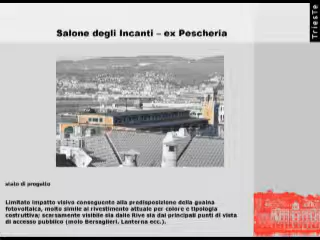 TriesTe
Salone degli Incanti – ex Pescheria
stato di progetto
Limitato impatto visivo conseguente alla predisposizione della guaina
fotovoltaica, molto simile al rivestimento attuale per colore e tipologia
costruttiva; scarsamente visibile sia dalle Rive sia dai principali punti di vista
di accesso pubblico (molo Bersaglieri, Lanterna ecc.).